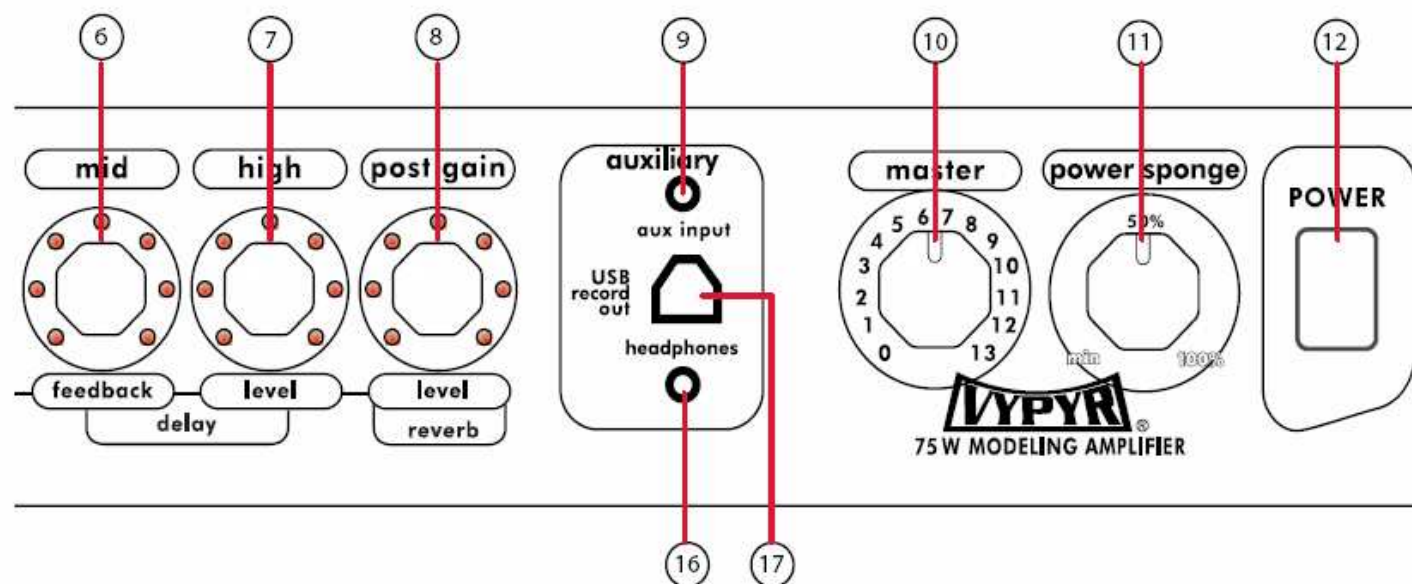 6 7 8 9 10 11 12
mid high post gain
auxiliary
aux input
USB
record
out
headphones
master
0 1 2 3 4 5 6 7 8 9 10 11 12 13
power sponge
50%
min 100%
POWER
feedback level level
delay reverb
VYPYR®
75 W MODELING AMPLIFIER
16 17